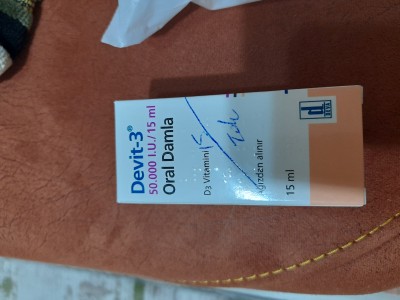 Devit-3®
50.000 I.U./15 ml
Oral Damla
D3 Vitamini
Ağızdan alınır
15 ml